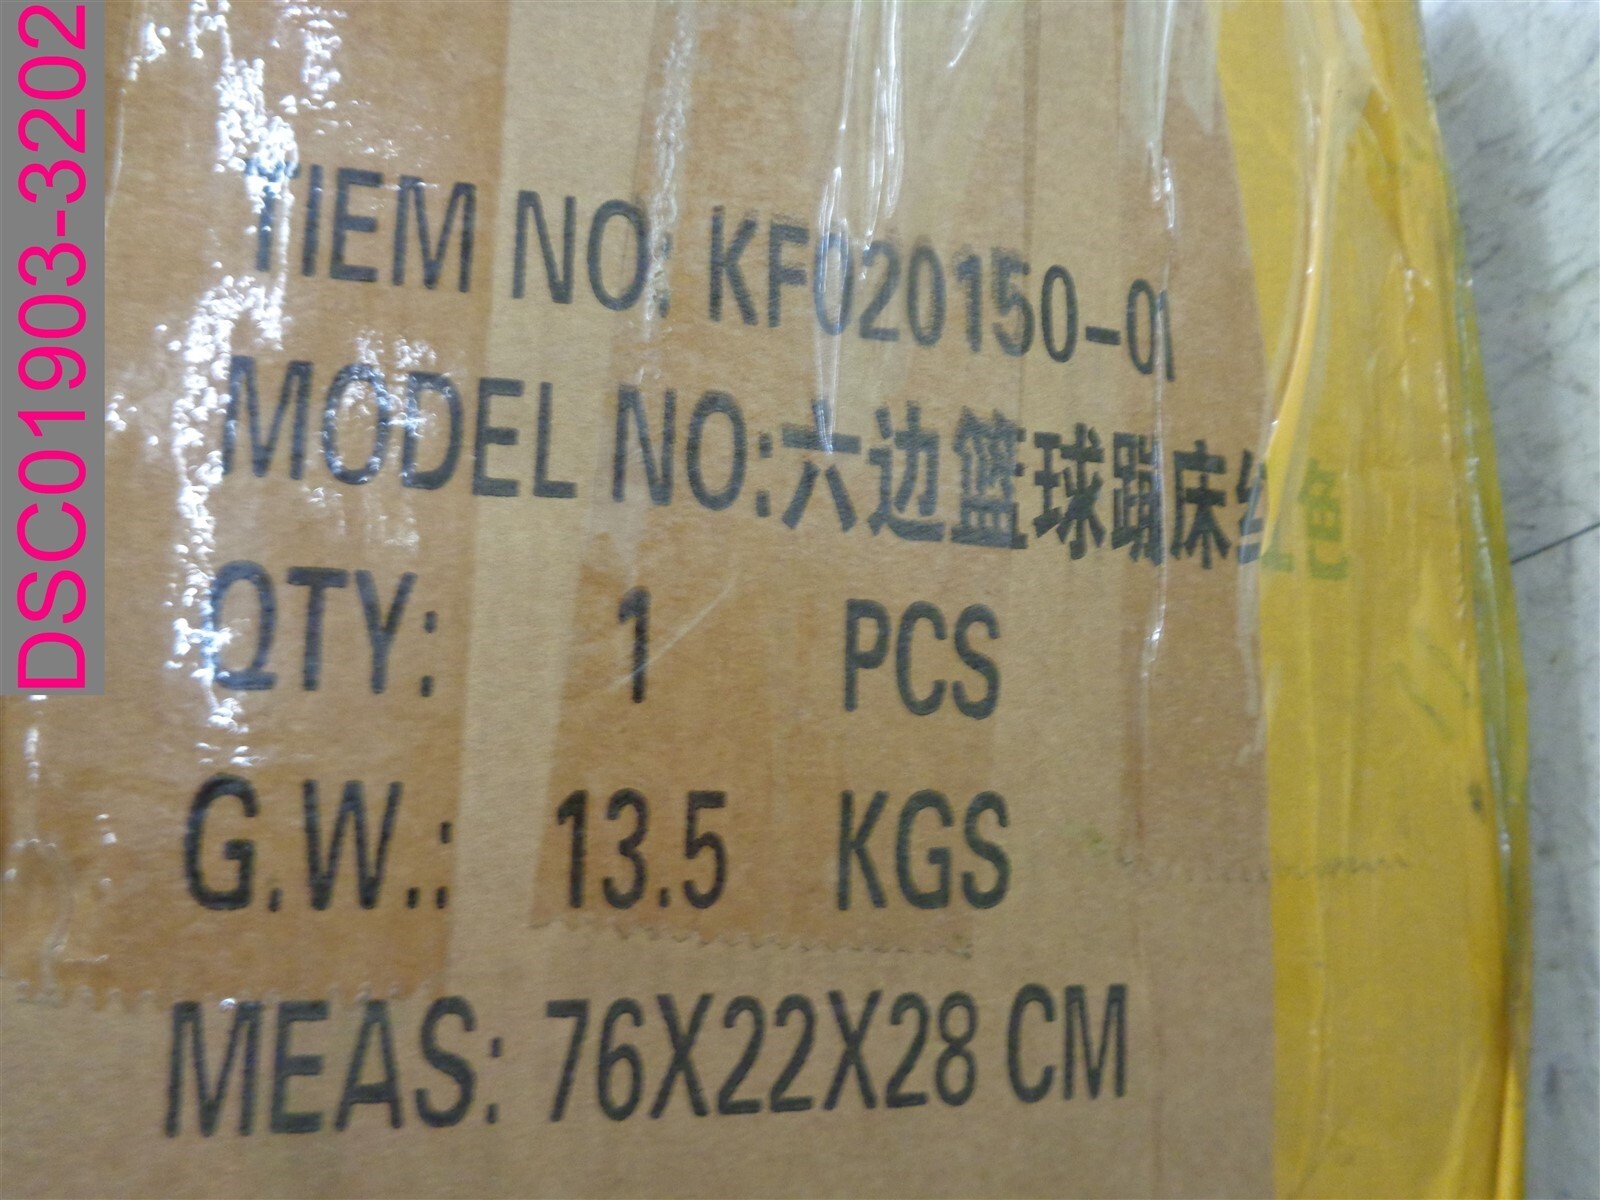 DSC01903-3202
TIEM NO: KF020150-01
MODEL NO:六边篮球蹦床红色
QTY: 1 PCS
G.W.: 13.5 KGS
MEAS: 76X22X28 CM